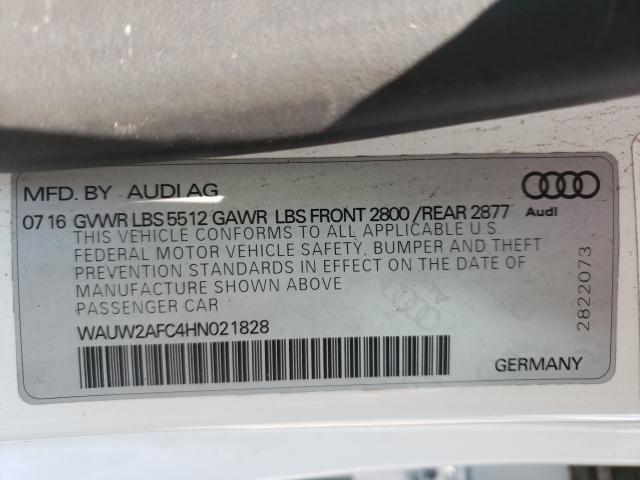 MFD. BY AUDI AG
07 16 GVWR LBS 5512 GAWR LBS FRONT 2800 /REAR 2877
Audi
THIS VEHICLE CONFORMS TO ALL APPLICABLE U.S
FEDERAL MOTOR VEHICLE SAFETY, BUMPER AND THEFT
PREVENTION STANDARDS IN EFFECT ON THE DATE OF
MANUFACTURE SHOWN ABOVE
PASSENGER CAR
WAUW2AFC4HN021828
GERMANY
2822073